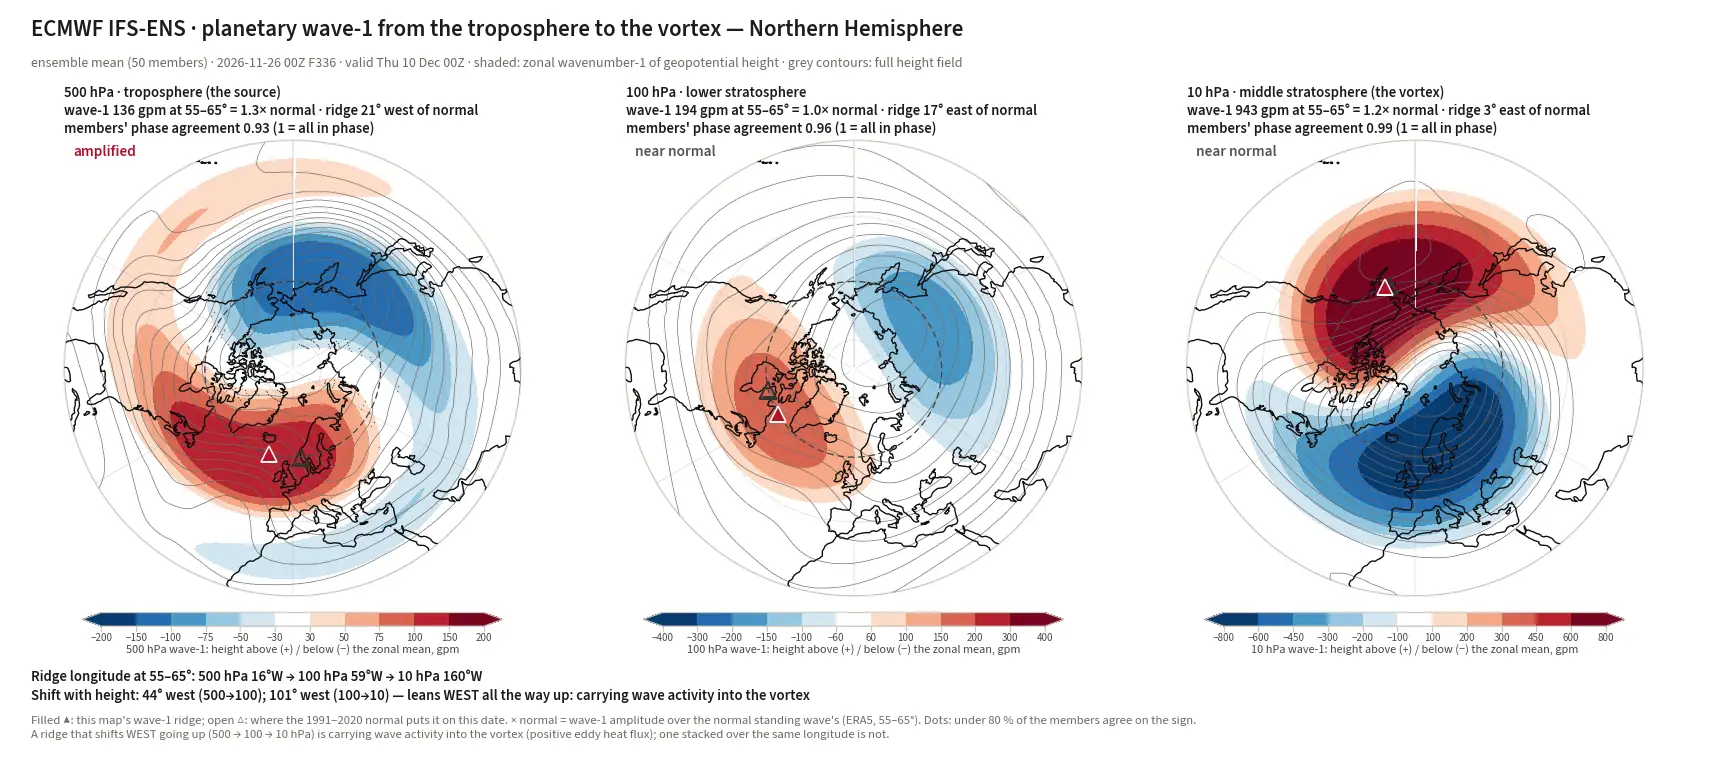 ECMWF IFS-ENS · planetary wave-1 from the troposphere to the vortex — Northern Hemisphere
ensemble mean (50 members) · 2026-11-26 00Z F336 · valid Thu 10 Dec 00Z · shaded: zonal wavenumber-1 of geopotential height · grey contours: full height field
500 hPa · troposphere (the source)
wave-1 136 gpm at 55–65° = 1.3× normal · ridge 21° west of normal
members' phase agreement 0.93 (1 = all in phase)
amplified
100 hPa · lower stratosphere
wave-1 194 gpm at 55–65° = 1.0× normal · ridge 17° east of normal
members' phase agreement 0.96 (1 = all in phase)
near normal
10 hPa · middle stratosphere (the vortex)
wave-1 943 gpm at 55–65° = 1.2× normal · ridge 3° east of normal
members' phase agreement 0.99 (1 = all in phase)
near normal
−200 −150 −100 −75 −50 −30 30 50 75 100 150 200
500 hPa wave-1: height above (+) / below (−) the zonal mean, gpm
−400 −300 −200 −150 −100 −60 60 100 150 200 300 400
100 hPa wave-1: height above (+) / below (−) the zonal mean, gpm
−800 −600 −450 −300 −200 −100 100 200 300 450 600 800
10 hPa wave-1: height above (+) / below (−) the zonal mean, gpm
Ridge longitude at 55–65°: 500 hPa 16°W → 100 hPa 59°W → 10 hPa 160°W
Shift with height: 44° west (500→100); 101° west (100→10) — leans WEST all the way up: carrying wave activity into the vortex
Filled ▲: this map's wave-1 ridge; open △: where the 1991–2020 normal puts it on this date. × normal = wave-1 amplitude over the normal standing wave's (ERA5, 55–65°). Dots: under 80 % of the members agree on the sign.
A ridge that shifts WEST going up (500 → 100 → 10 hPa) is carrying wave activity into the vortex (positive eddy heat flux); one stacked over the same longitude is not.